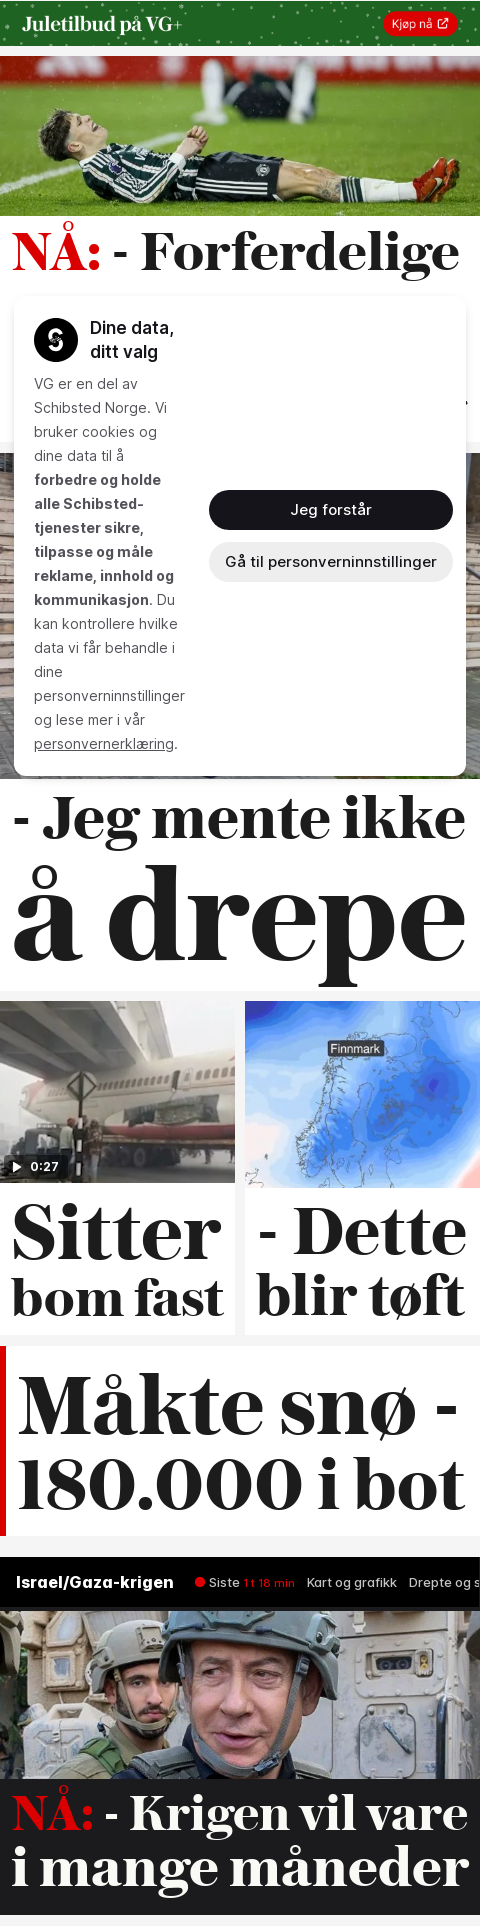 Juletilbud på VG+
Kjøp nå
NÅ: - Forferdelige
Dine data,
ditt valg
VG er en del av
Schibsted Norge. Vi
bruker cookies og
dine data til å
forbedre og holde
alle Schibsted-
tjenester sikre,
tilpasse og måle
reklame, innhold og
kommunikasjon. Du
kan kontrollere hvilke
data vi får behandle i
dine
personverninnstillinger
og lese mer i vår
personvernerklæring.
Jeg forstår
Gå til personverninnstillinger
- Jeg mente ikke
å drepe
0:27
Sitter
bom fast
Finnmark
- Dette
blir tøft
Måkte snø -
180.000 i bot
Israel/Gaza-krigen
Siste 1 t 18 min
Kart og grafikk
Drepte og s
NÅ: - Krigen vil vare
i mange måneder